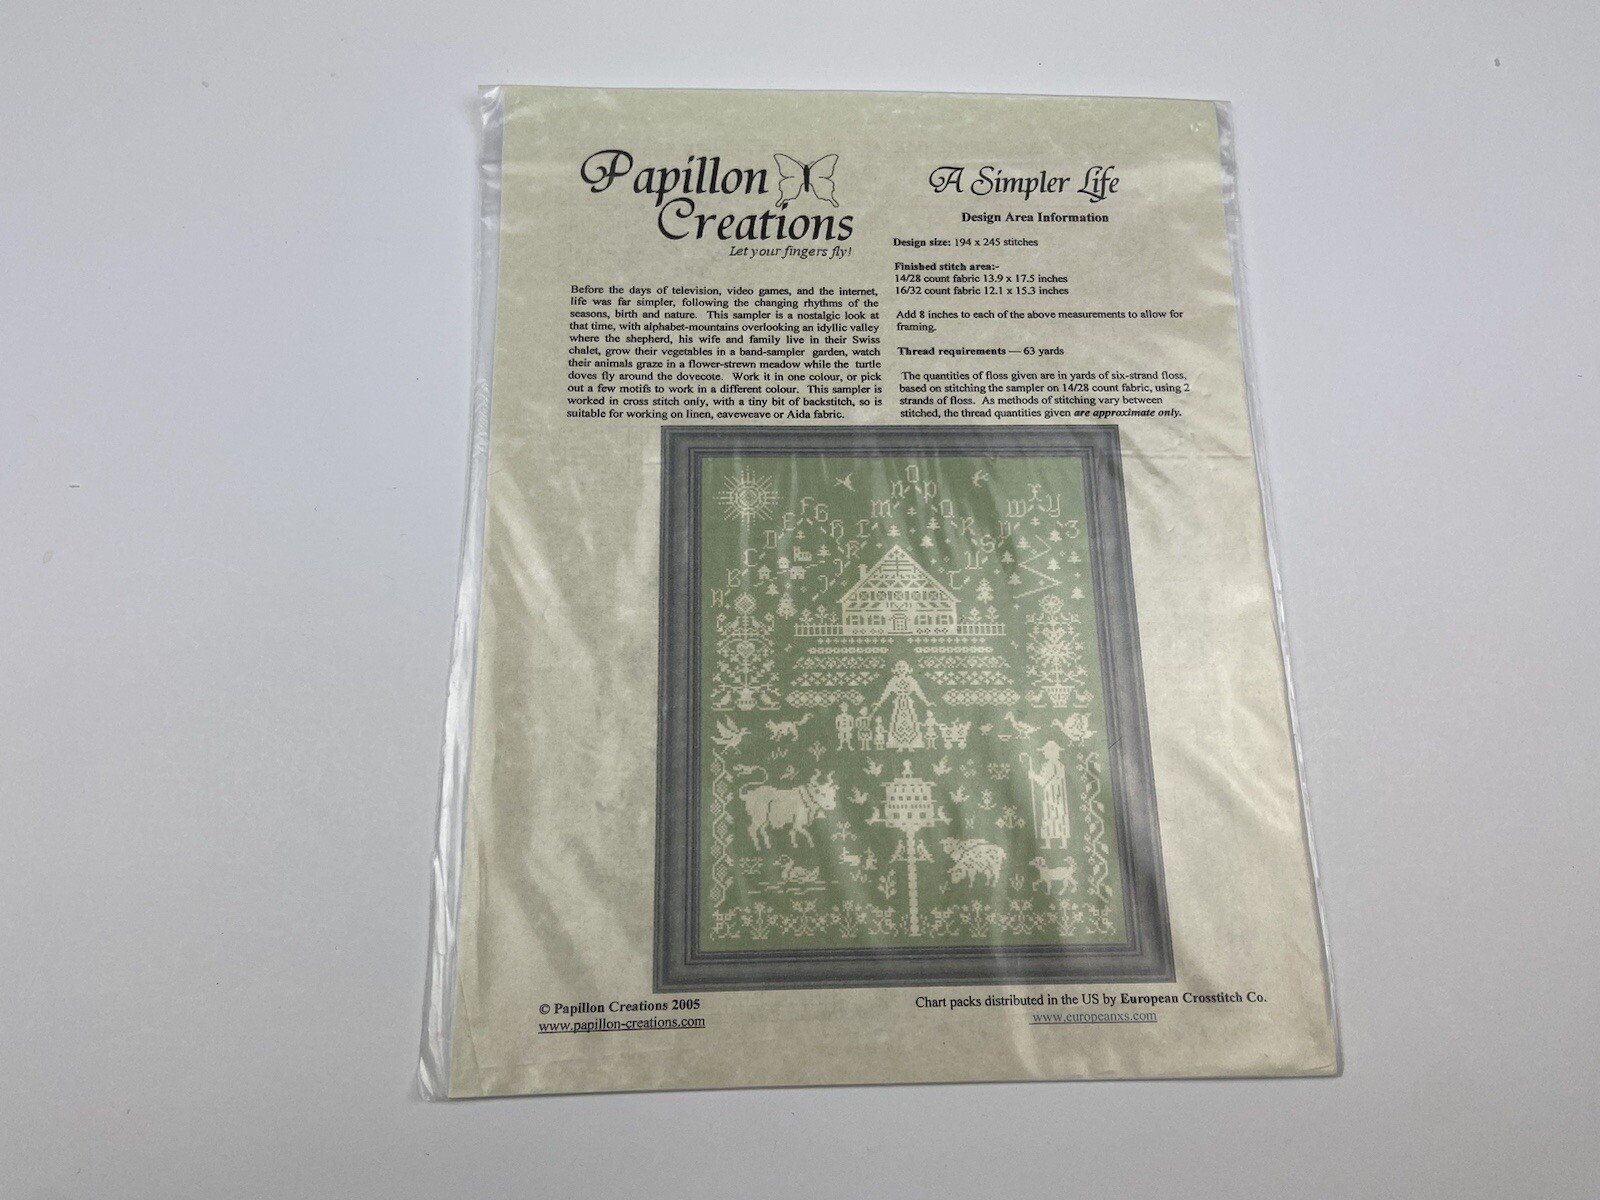 Papillon
Creations
Let your fingers fly!
Before the days of television, video games, and the internet,
life was far simpler, following the changing rhythms of the
seasons, birth and nature. This sampler is a nostalgic look at
that time, with alphabet-mountains overlooking an idyllic valley
where the shepherd, his wife and family live in their Swiss
chalet, grow their vegetables in a band-sampler garden, watch
their animals graze in a flower-strewn meadow while the turtle
doves fly around the dovecote. Work it in one colour, or pick
out a few motifs to work in a different colour. This sampler is
worked in cross stitch only, with a tiny bit of backstitch, so is
suitable for working on linen, eaveweave or Aida fabric.
A Simpler Life
Design Area Information
Design size: 194 x 245 stitches
Finished stitch area:-
14/28 count fabric 13.9 x 17.5 inches
16/32 count fabric 12.1 x 15.3 inches
Add 8 inches to each of the above measurements to allow for
framing.
Thread requirements — 63 yards
The quantities of floss given are in yards of six-strand floss,
based on stitching the sampler on 14/28 count fabric, using 2
strands of floss. As methods of stitching vary between
stitched, the thread quantities given are approximate only.
A B C D E F G H I J K L M N O P Q R S T U V W X Y Z
© Papillon Creations 2005
www.papillon-creations.com
Chart packs distributed in the US by European Crosstitch Co.
www.europeanxs.com